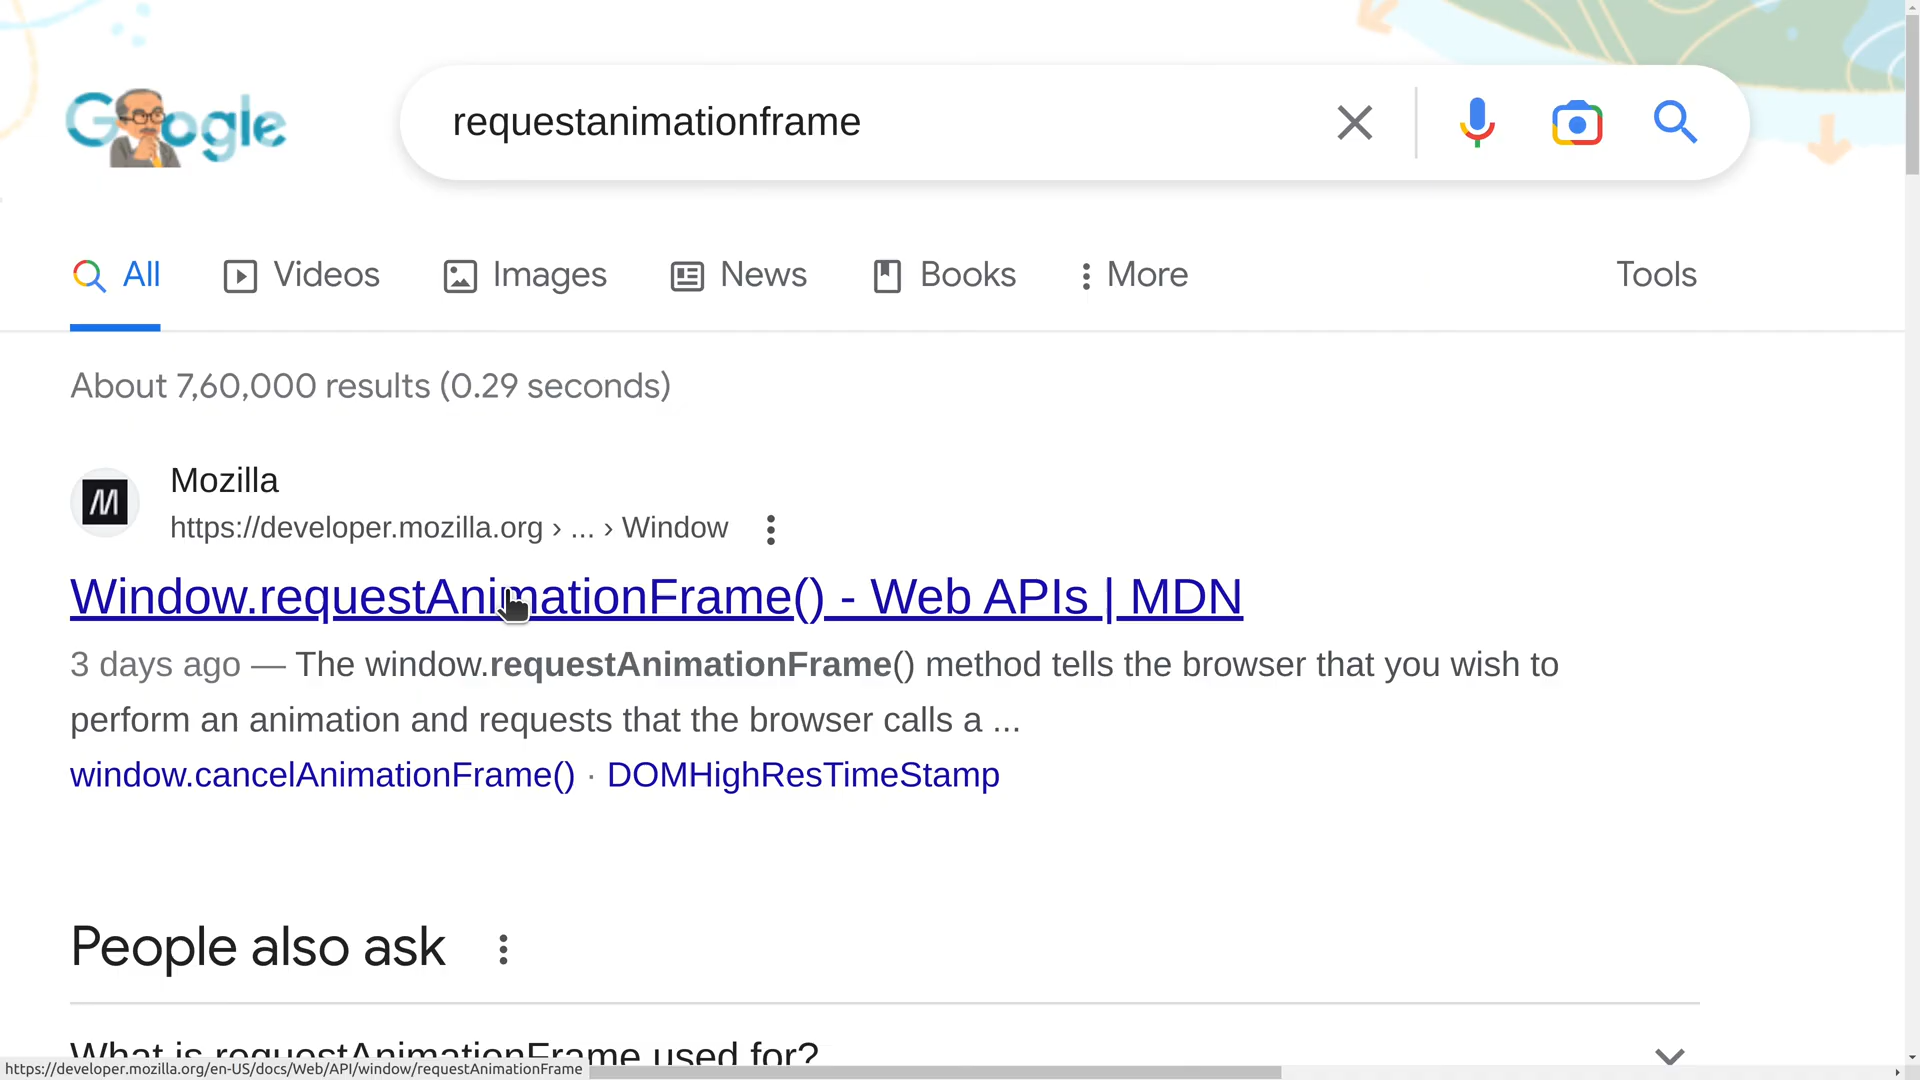 Google
requestanimationframe
All Videos Images News Books More Tools
About 7,60,000 results (0.29 seconds)
Mozilla
https://developer.mozilla.org › ... › Window
Window.requestAnimationFrame() - Web APIs | MDN
3 days ago — The window.requestAnimationFrame() method tells the browser that you wish to
perform an animation and requests that the browser calls a ...
window.cancelAnimationFrame() · DOMHighResTimeStamp
People also ask
What is requestAnimationFrame used for?
https://developer.mozilla.org/en-US/docs/Web/API/window/requestAnimationFrame